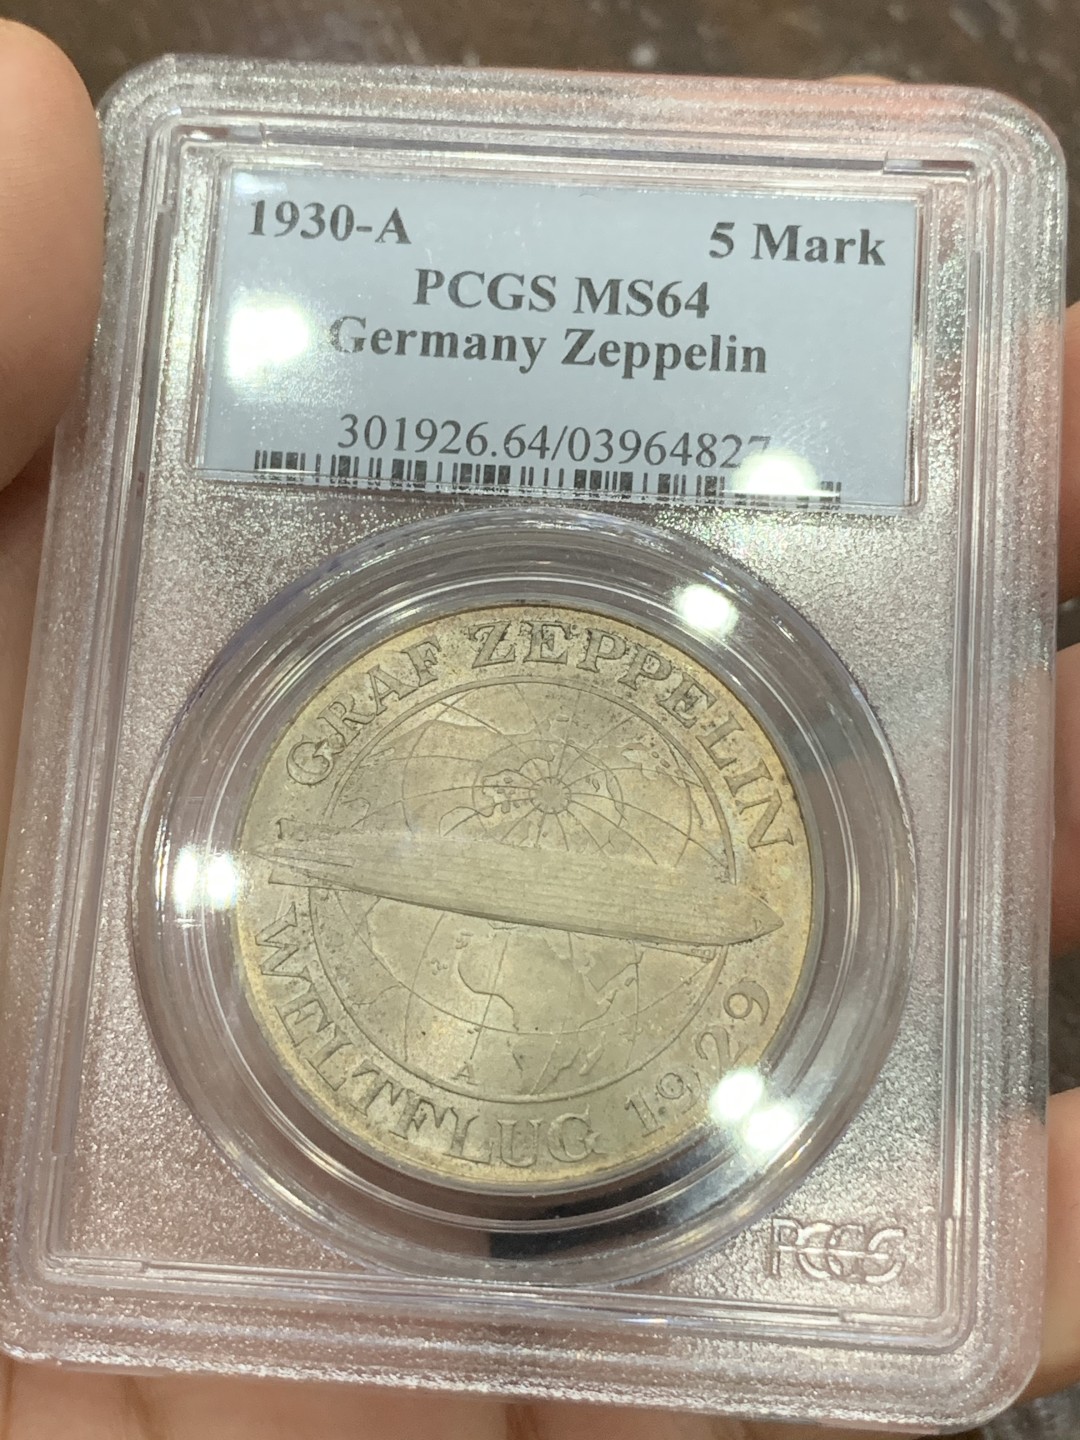 1930-A 5 Mark
PCGS MS64
Germany Zeppelin
301926.64/03964827
GRAF ZEPPELIN
WELTFLUG 1929
A
PCGS